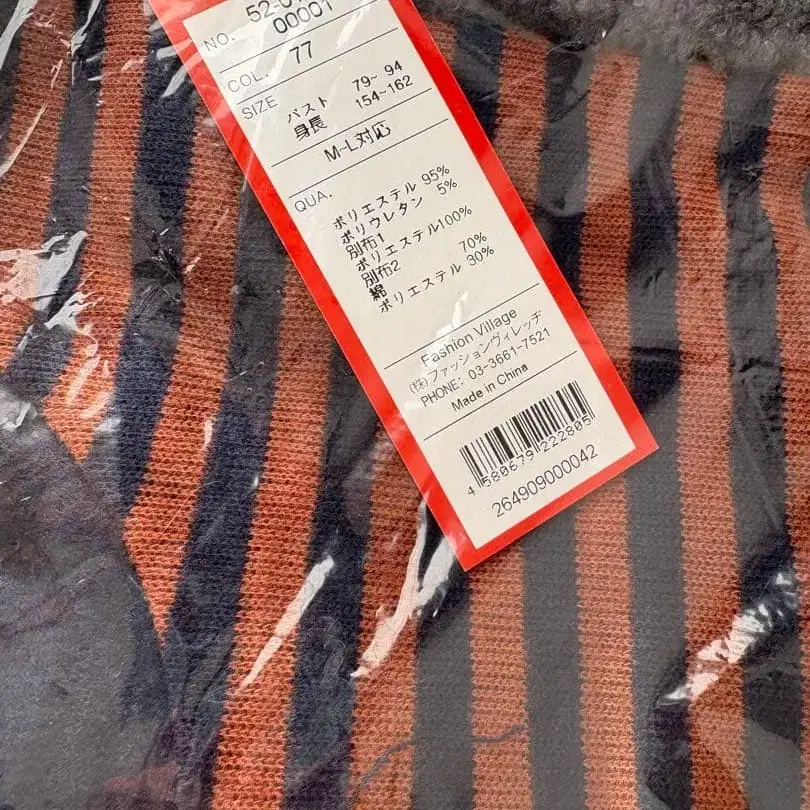 NO.
00001
COL. 77
SIZE バスト 79~ 94
身長 154~162
M-L対応
QUA.
ポリエステル 95%
ポリウレタン 5%
別布1
ポリエステル100%
別布2
綿 70%
ポリエステル 30%
Fashion Village
(株)ファッションヴィレッヂ
PHONE: 03-3661-7521
Made in China
4 580679 222805
264909000042